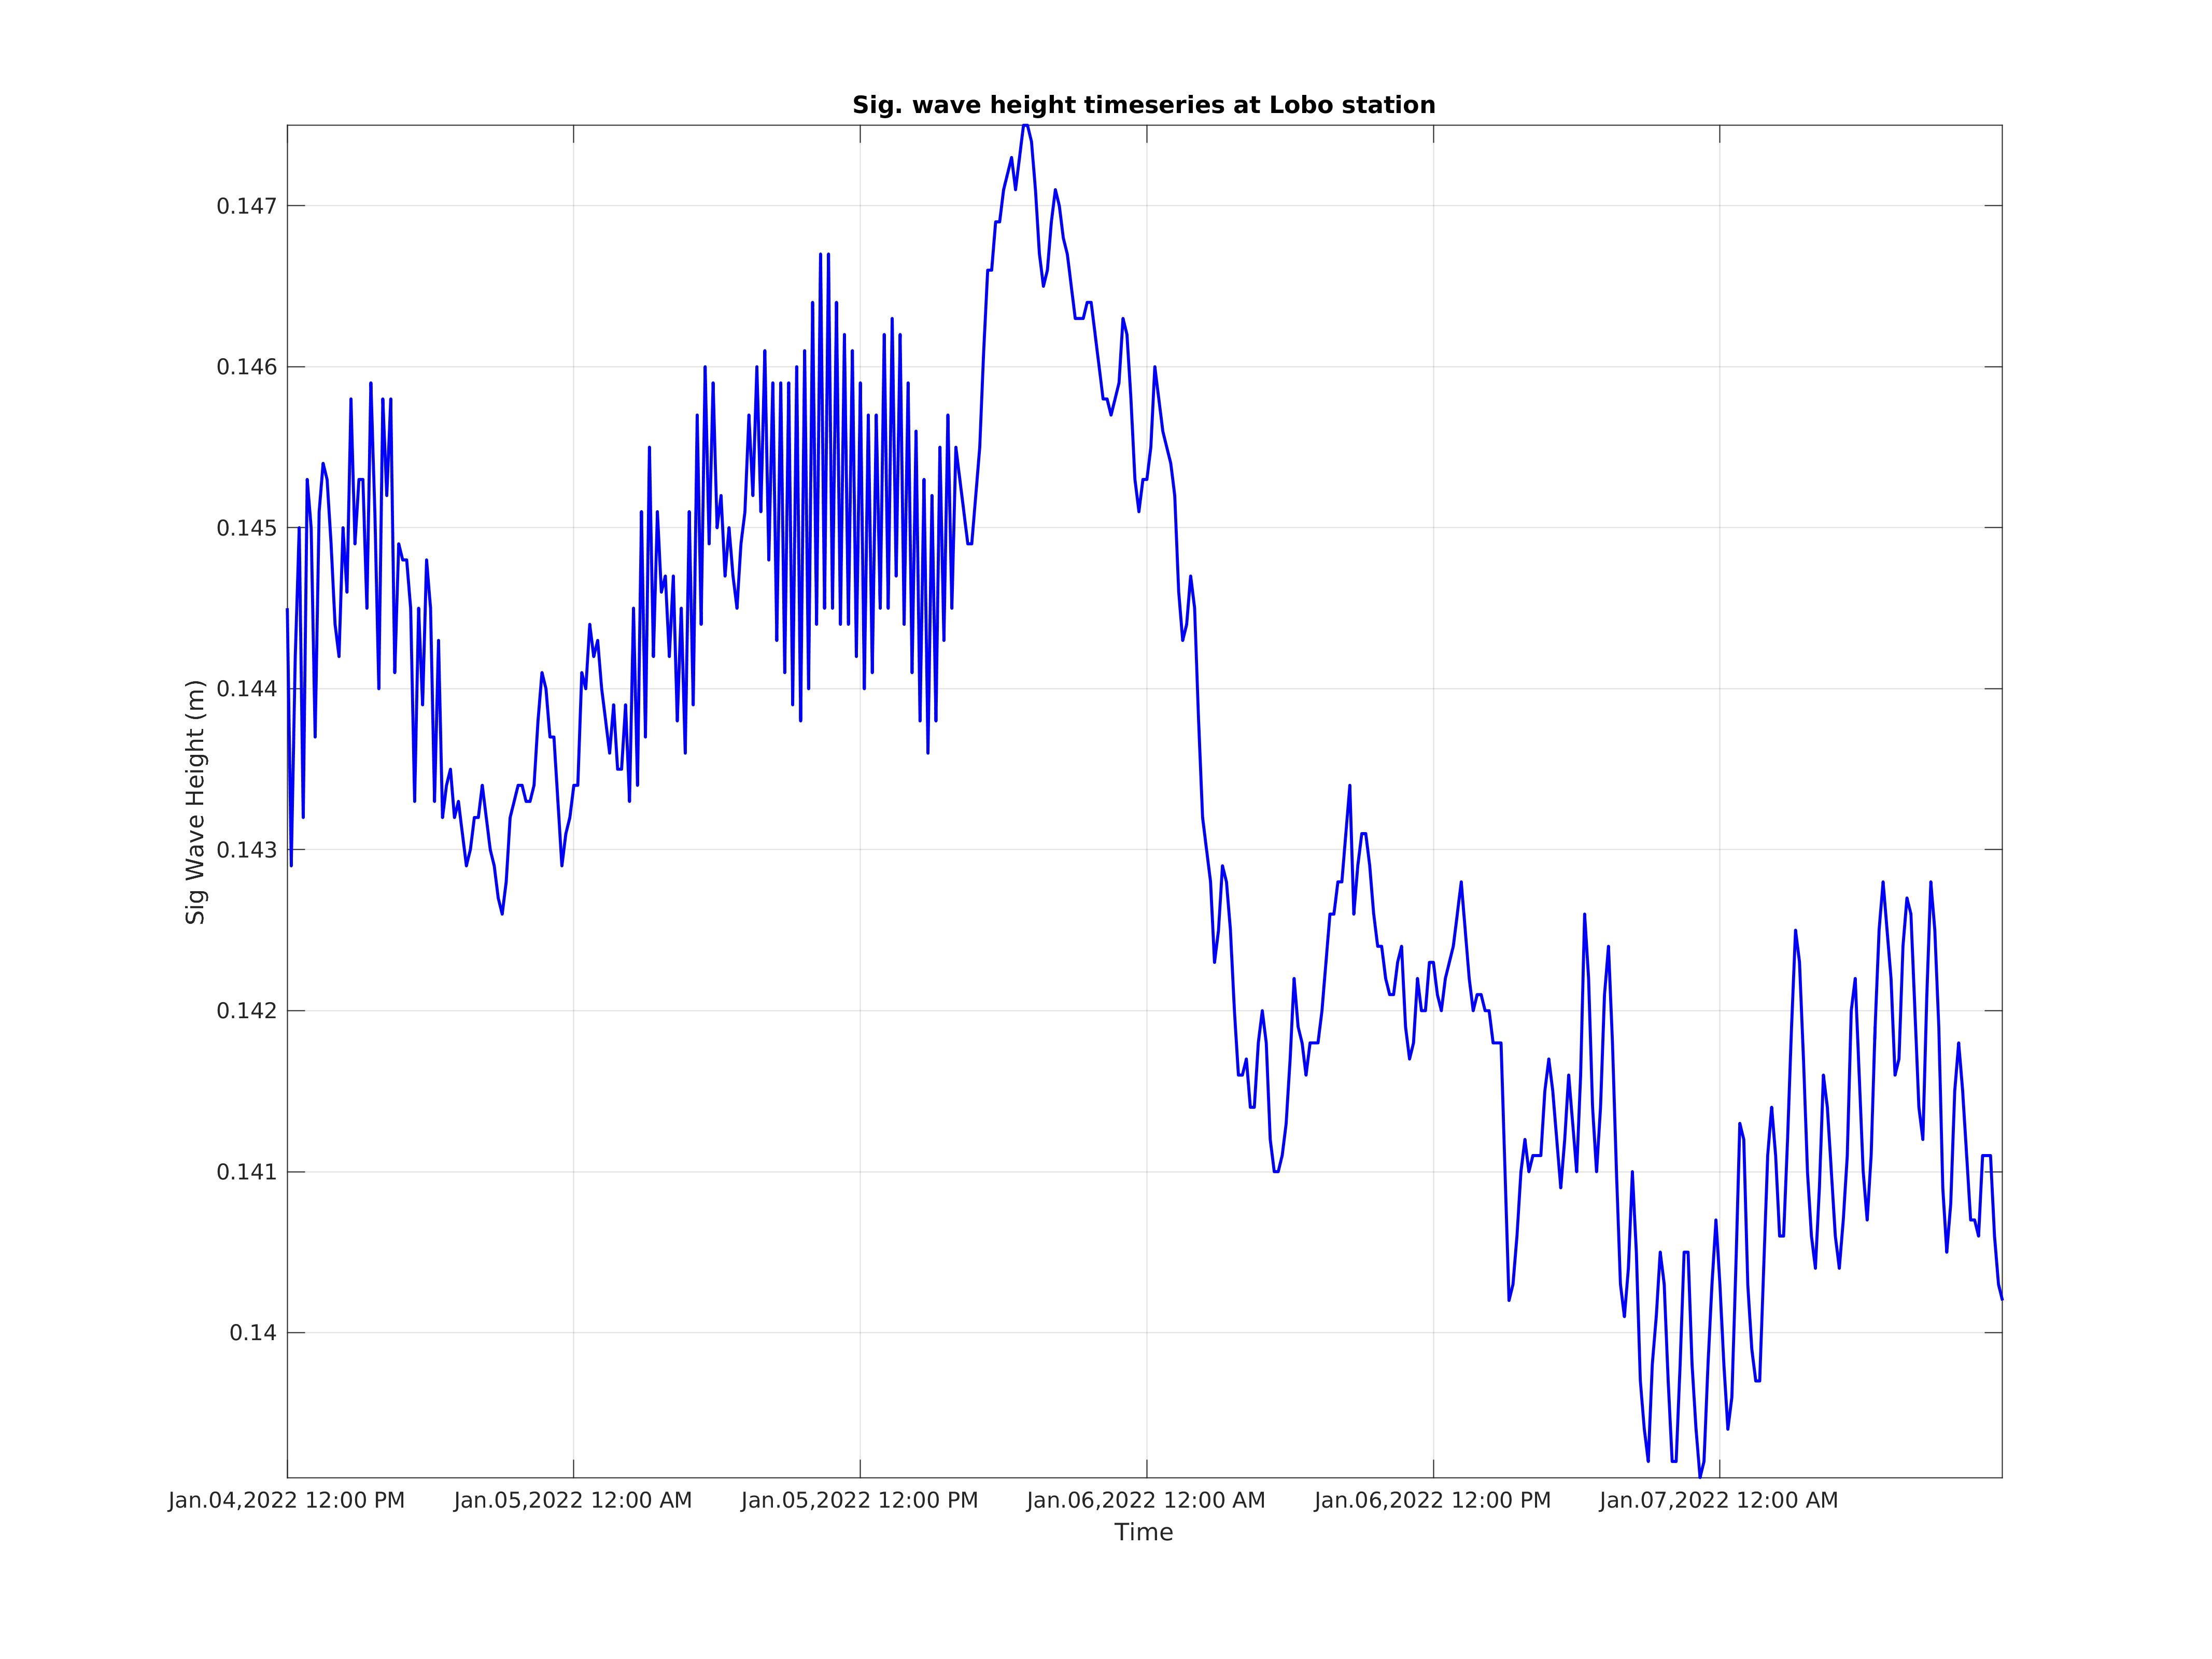 Sig. wave height timeseries at Lobo station
0.147
0.146
0.145
0.144
0.143
0.142
0.141
0.14
Sig Wave Height (m)
Jan.04,2022 12:00 PM Jan.05,2022 12:00 AM Jan.05,2022 12:00 PM Jan.06,2022 12:00 AM Jan.06,2022 12:00 PM Jan.07,2022 12:00 AM
Time